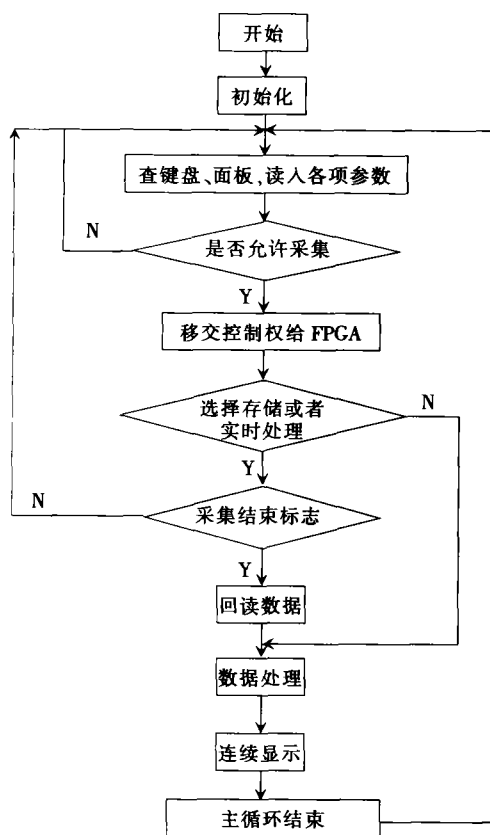 开始
初始化
查键盘、面板,读入各项参数
N
是否允许采集
Y
移交控制权给 FPGA
选择存储或者
实时处理
N
Y
N
采集结束标志
Y
回读数据
数据处理
连续显示
主循环结束